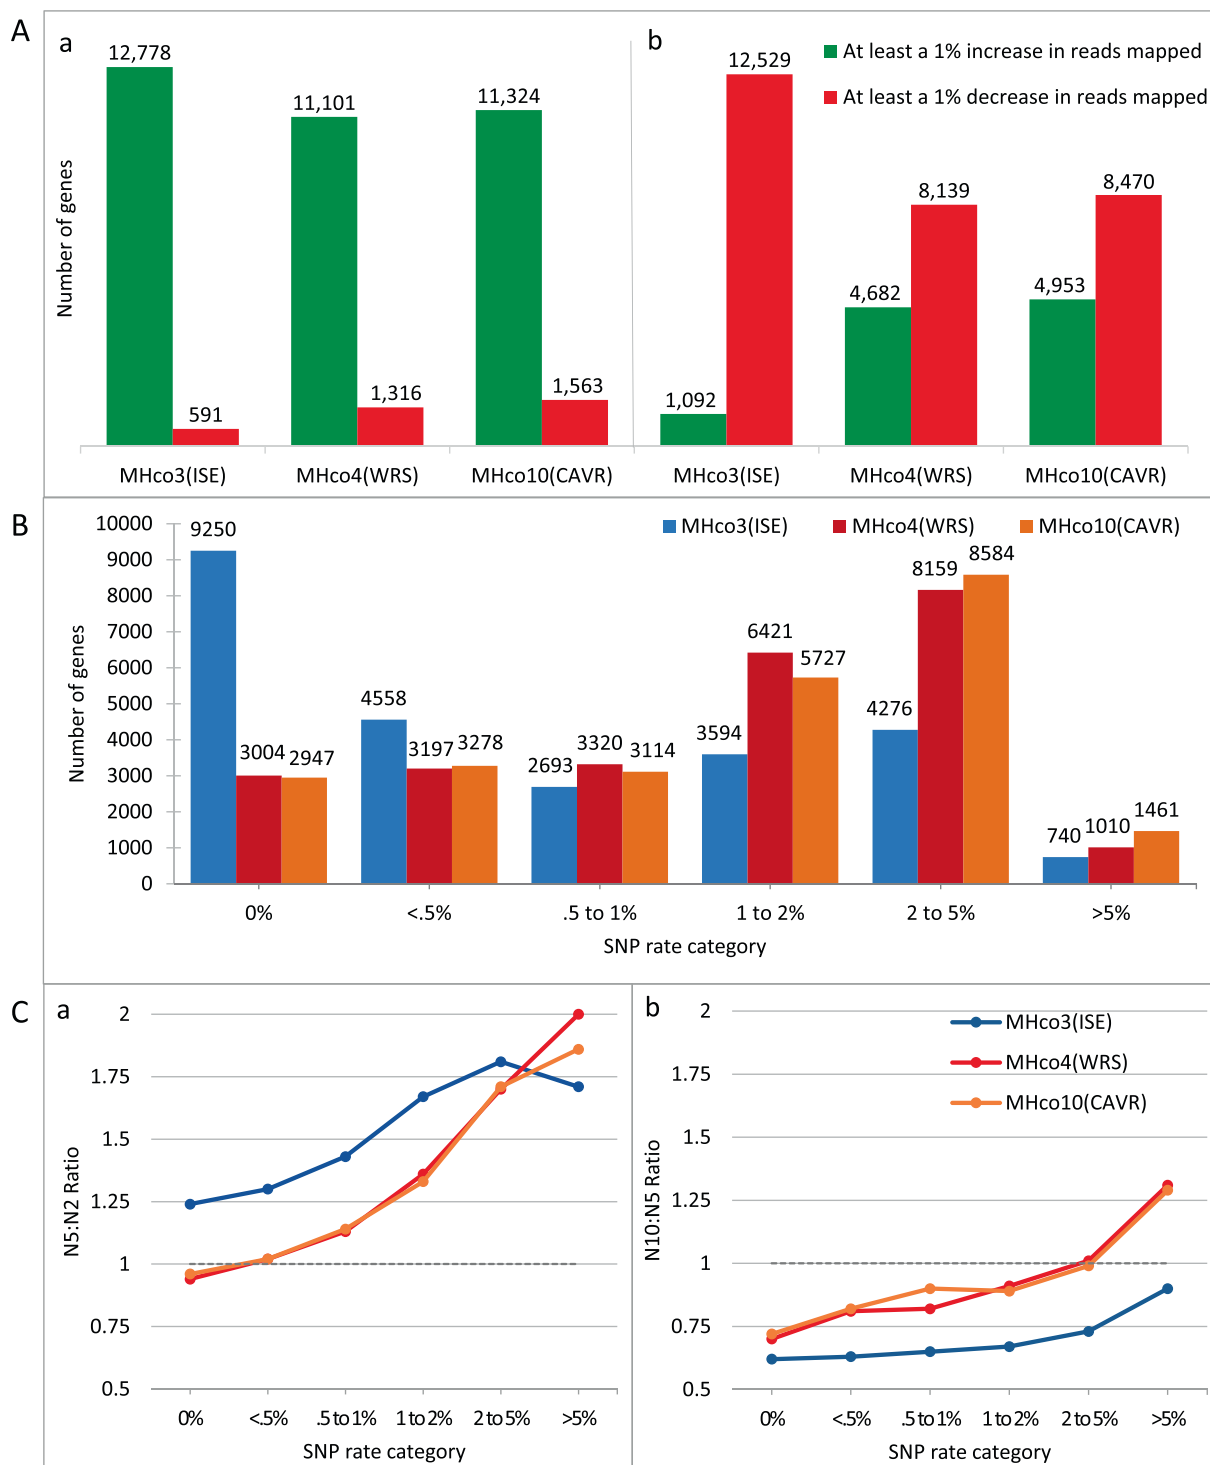 A
a
b
12,778
591
11,101
1,316
11,324
1,563
1,092
12,529
4,682
8,139
4,953
8,470
At least a 1% increase in reads mapped
At least a 1% decrease in reads mapped
Number of genes
MHco3(ISE) MHco4(WRS) MHco10(CAVR) MHco3(ISE) MHco4(WRS) MHco10(CAVR)
B
MHco3(ISE) MHco4(WRS) MHco10(CAVR)
Number of genes
10000
9000
8000
7000
6000
5000
4000
3000
2000
1000
0
9250 3004 2947
4558 3197 3278
2693 3320 3114
3594 6421 5727
4276 8159 8584
740 1010 1461
0% <.5% .5 to 1% 1 to 2% 2 to 5% >5%
SNP rate category
C
a
N5:N2 Ratio
2
1.75
1.5
1.25
1
0.75
0.5
0% <.5% .5 to 1% 1 to 2% 2 to 5% >5%
SNP rate category
b
N10:N5 Ratio
2
1.75
1.5
1.25
1
0.75
0.5
MHco3(ISE)
MHco4(WRS)
MHco10(CAVR)
0% <.5% .5 to 1% 1 to 2% 2 to 5% >5%
SNP rate category